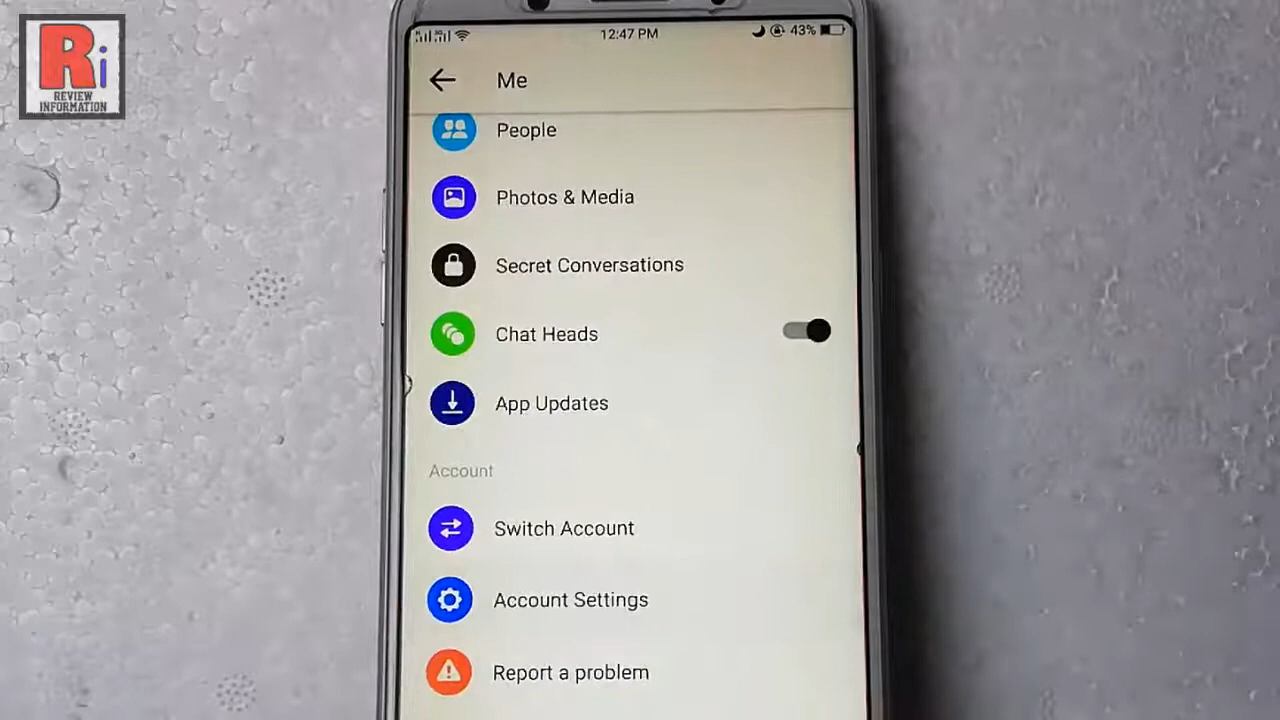 Ri
REVIEW
INFORMATION
12:47 PM
43%
Me
People
Photos & Media
Secret Conversations
Chat Heads
App Updates
Account
Switch Account
Account Settings
Report a problem